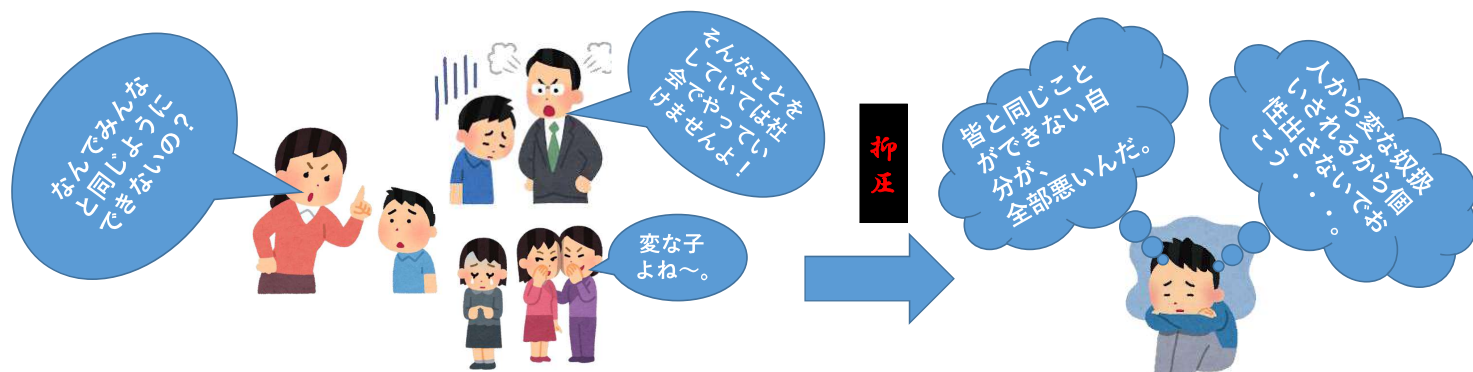 なんでみんな
と同じように
できないの？
そんなことを
していては社
会でやってい
けませんよ！
変な子
よね～。
抑
圧
皆と同じこと
ができない自
分が、
全部悪いんだ。
人から変な奴扱
いされるから個
性出さないでお
こう・・・。